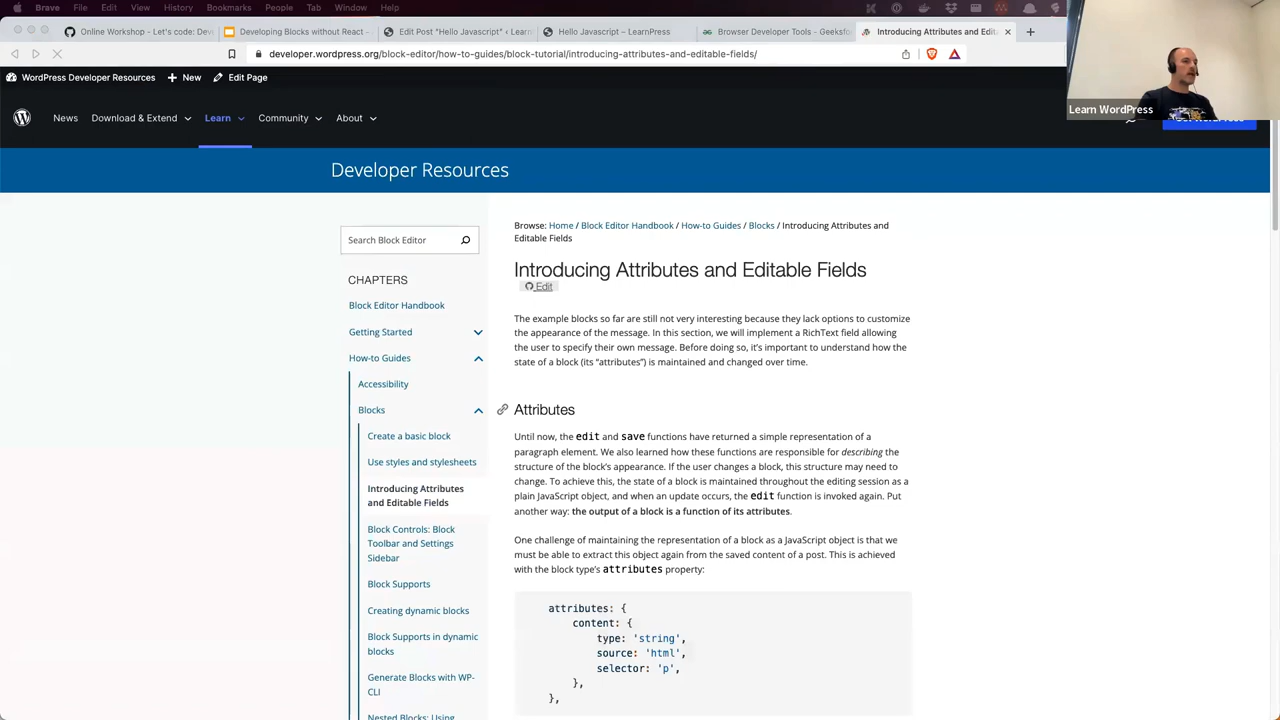 Brave File Edit View History Bookmarks People Tab Window Help
Online Workshop - Let's code: Dev
Developing Blocks without React -
Edit Post "Hello Javascript" ‹ Learn
Hello Javascript – LearnPress
Browser Developer Tools - Geeksfo
Introducing Attributes and Edita
developer.wordpress.org/block-editor/how-to-guides/block-tutorial/introducing-attributes-and-editable-fields/
WordPress Developer Resources New Edit Page
Learn WordPress
News Download & Extend Learn Community About
Developer Resources
Search Block Editor
CHAPTERS
Block Editor Handbook
Getting Started
How-to Guides
Accessibility
Blocks
Create a basic block
Use styles and stylesheets
Introducing Attributes
and Editable Fields
Block Controls: Block
Toolbar and Settings
Sidebar
Block Supports
Creating dynamic blocks
Block Supports in dynamic
blocks
Generate Blocks with WP-
CLI
Nested Blocks: Using
Browse: Home / Block Editor Handbook / How-to Guides / Blocks / Introducing Attributes and
Editable Fields
Introducing Attributes and Editable Fields
Edit
The example blocks so far are still not very interesting because they lack options to customize
the appearance of the message. In this section, we will implement a RichText field allowing
the user to specify their own message. Before doing so, it's important to understand how the
state of a block (its “attributes”) is maintained and changed over time.
Attributes
Until now, the edit and save functions have returned a simple representation of a
paragraph element. We also learned how these functions are responsible for describing the
structure of the block's appearance. If the user changes a block, this structure may need to
change. To achieve this, the state of a block is maintained throughout the editing session as a
plain JavaScript object, and when an update occurs, the edit function is invoked again. Put
another way: the output of a block is a function of its attributes.
One challenge of maintaining the representation of a block as a JavaScript object is that we
must be able to extract this object again from the saved content of a post. This is achieved
with the block type's attributes property:
attributes: {
content: {
type: 'string',
source: 'html',
selector: 'p',
},
},